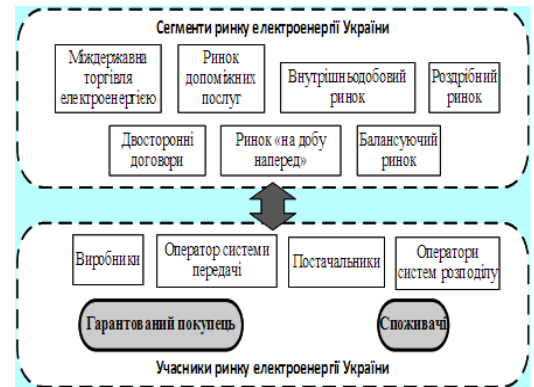 Сегменти ринку електроенергії України
Міждержавна
торгівля
електроенергією
Ринок
допоміжних
послуг
Внутрішньодобовий
ринок
Роздрібний
ринок
Двосторонні
договори
Ринок «на добу
наперед»
Балансуючий
ринок
Виробники
Оператор системи
передачі
Постачальники
Оператори
систем розподілу
Гарантований покупець
Споживачі
Учасники ринку електроенергії України